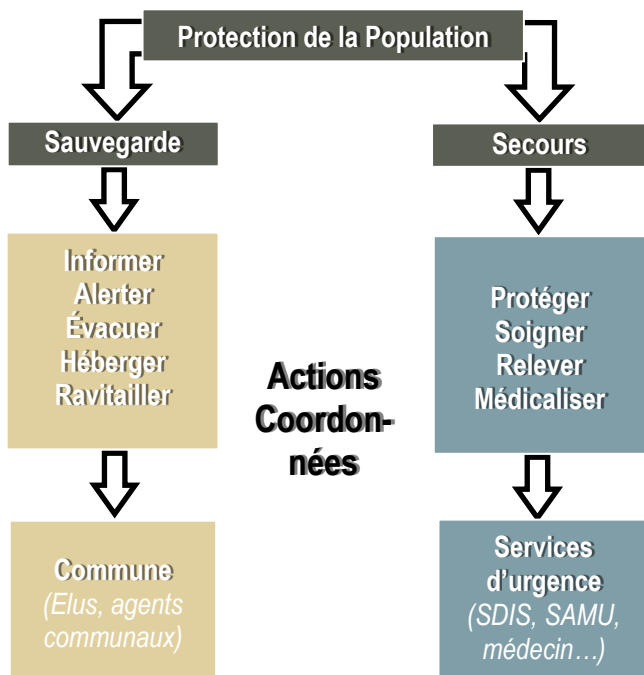 Protection de la Population
Sauvegarde
Secours
Informer
Alerter
Évacuer
Héberger
Ravitailler
Actions
Coordon-
nées
Protéger
Soigner
Relever
Médicaliser
Commune
(Elus, agents
communaux)
Services
d'urgence
(SDIS, SAMU,
médecin…)